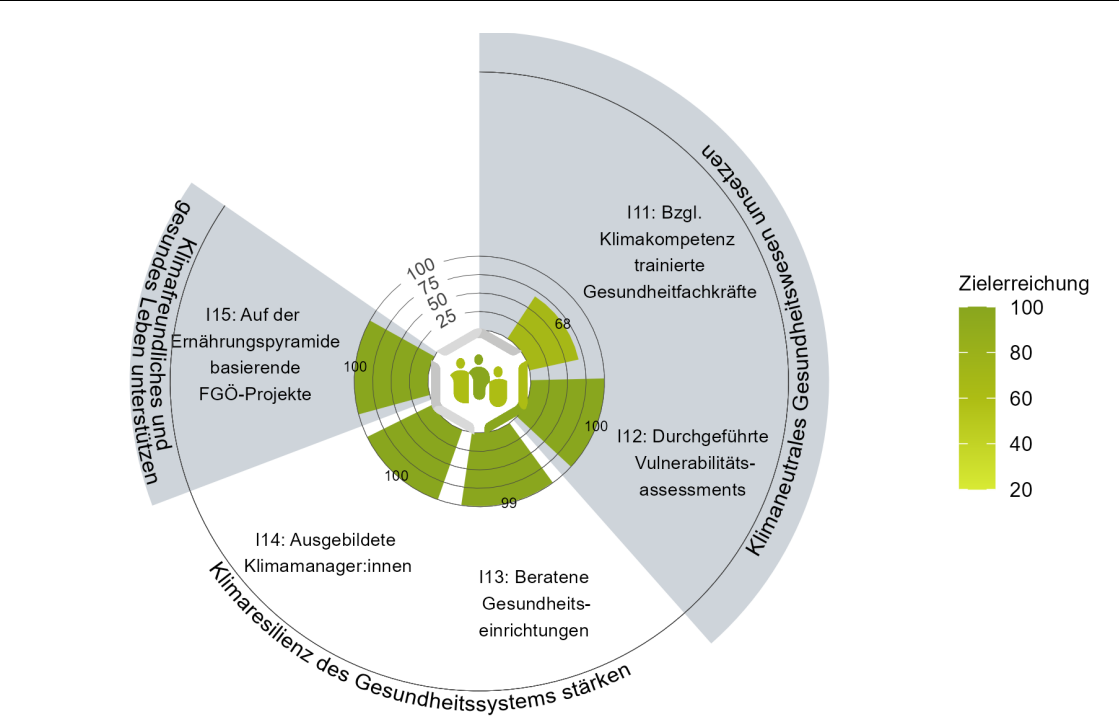 Klimaneutrales Gesundheitswesen umsetzen
I11: Bzgl.
Klimakompetenz
trainierte
Gesundheitfachkräfte
68
I12: Durchgeführte
Vulnerabilitäts-
assessments
100
I13: Beratene
Gesundheits-
einrichtungen
99
I14: Ausgebildete
Klimamanager:innen
100
Klimaresilienz des Gesundheitssystems stärken
I15: Auf der
Ernährungspyramide
basierende
FGÖ-Projekte
100
Klimafreundliches und
gesundes Leben unterstützen
100
75
50
25
Zielerreichung
100
80
60
40
20